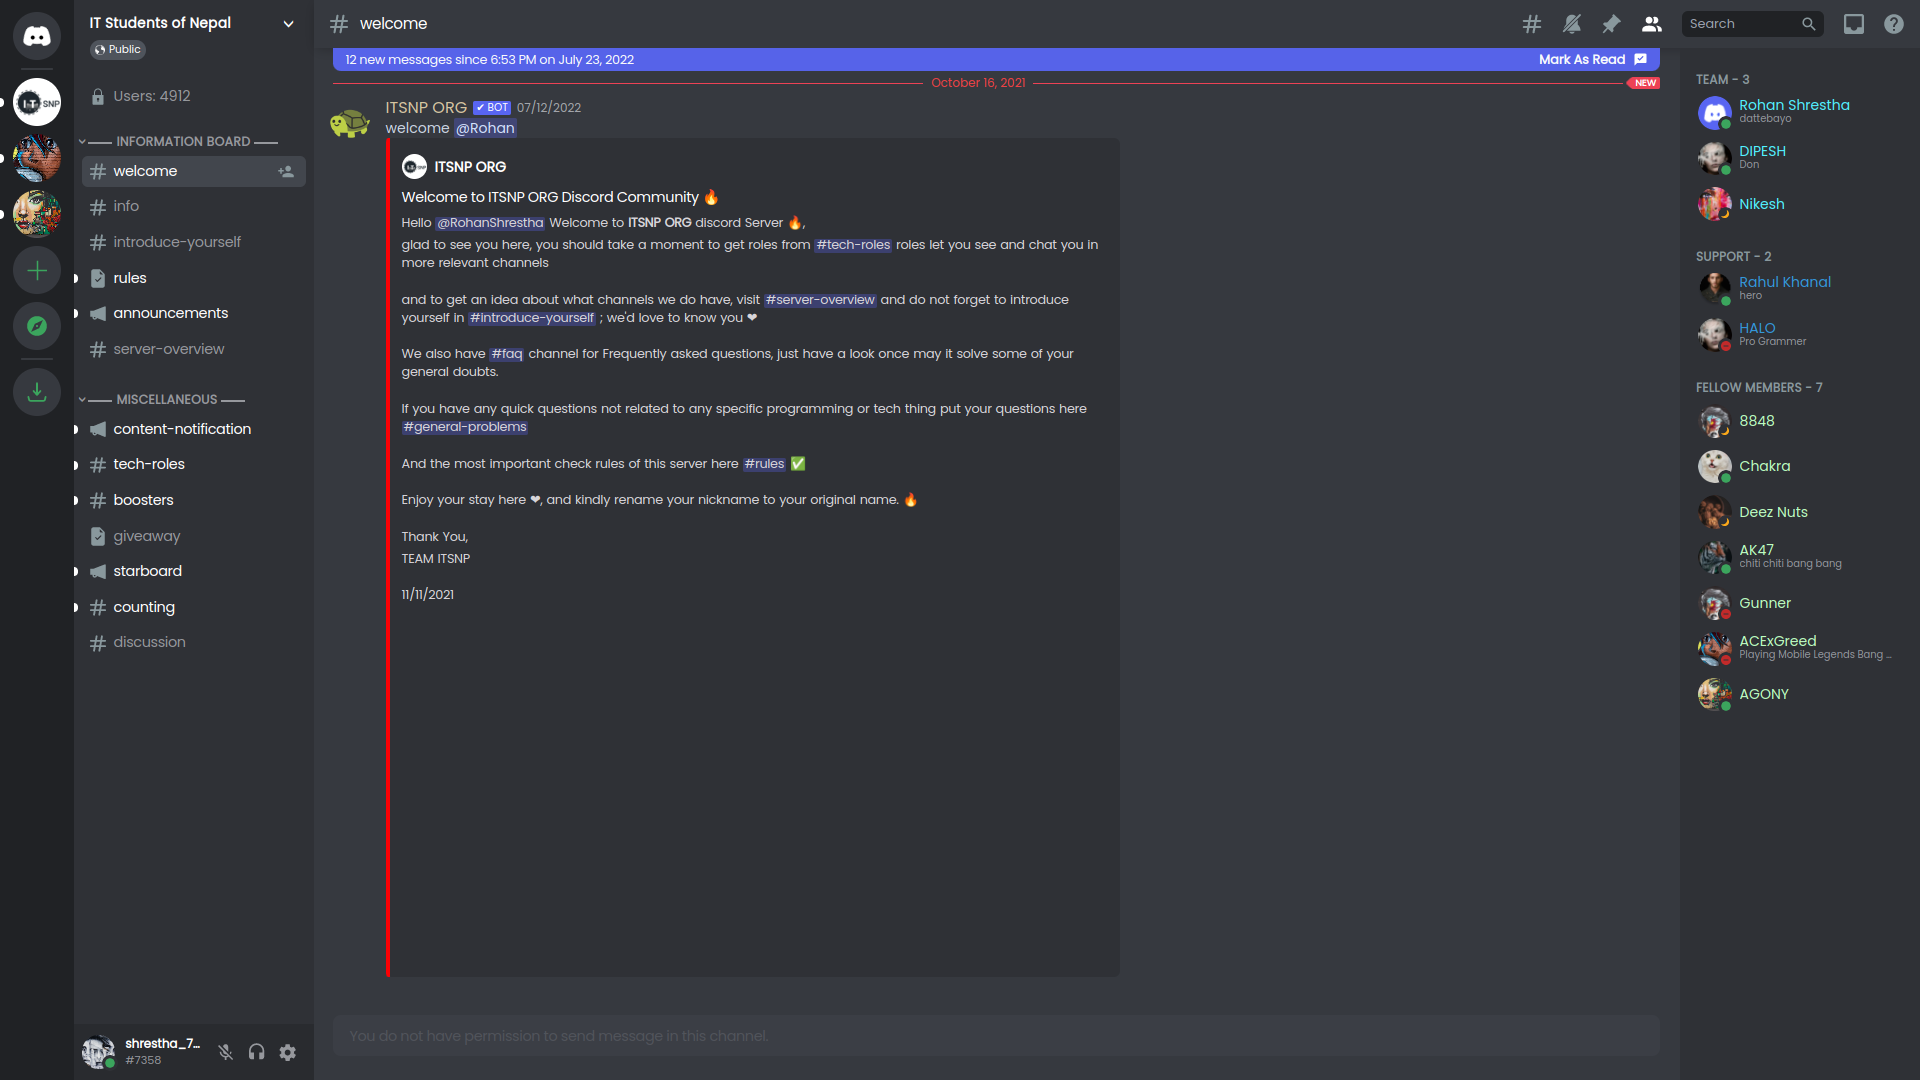 IT Students of Nepal
Public
Users: 4912
INFORMATION BOARD
welcome
info
introduce-yourself
rules
announcements
server-overview
MISCELLANEOUS
content-notification
tech-roles
boosters
giveaway
starboard
counting
discussion
shrestha_7...
#7358
welcome
Search
12 new messages since 6:53 PM on July 23, 2022
Mark As Read
October 16, 2021
NEW
ITSNP ORG ✔ BOT 07/12/2022
welcome @Rohan
ITSNP ORG
Welcome to ITSNP ORG Discord Community 🔥
Hello @RohanShrestha Welcome to ITSNP ORG discord Server 🔥,
glad to see you here, you should take a moment to get roles from #tech-roles roles let you see and chat you in
more relevant channels
and to get an idea about what channels we do have, visit #server-overview and do not forget to introduce
yourself in #introduce-yourself ; we'd love to know you ❤
We also have #faq channel for Frequently asked questions, just have a look once may it solve some of your
general doubts.
If you have any quick questions not related to any specific programming or tech thing put your questions here
#general-problems
And the most important check rules of this server here #rules ✅
Enjoy your stay here ❤, and kindly rename your nickname to your original name. 🔥
Thank You,
TEAM ITSNP
11/11/2021
You do not have permission to send message in this channel.
TEAM - 3
Rohan Shrestha
dattebayo
DIPESH
Don
Nikesh
SUPPORT - 2
Rahul Khanal
hero
HALO
Pro Grammer
FELLOW MEMBERS - 7
8848
Chakra
Deez Nuts
AK47
chiti chiti bang bang
Gunner
ACExGreed
Playing Mobile Legends Bang ...
AGONY